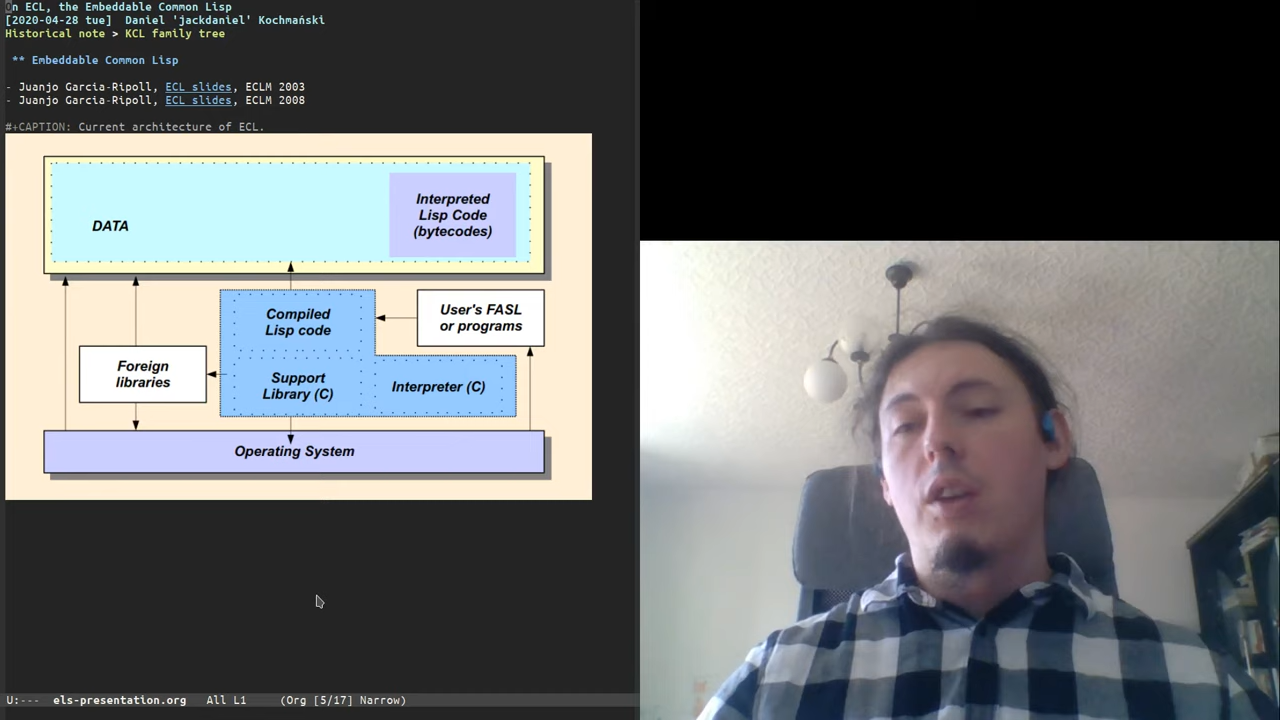 On ECL, the Embeddable Common Lisp
[2020-04-28 tue]  Daniel 'jackdaniel' Kochmański
Historical note > KCL family tree
** Embeddable Common Lisp
- Juanjo Garcia-Ripoll, ECL slides, ECLM 2003
- Juanjo Garcia-Ripoll, ECL slides, ECLM 2008
#+CAPTION: Current architecture of ECL.
DATA
Interpreted
Lisp Code
(bytecodes)
Compiled
Lisp code
User's FASL
or programs
Foreign
libraries
Support
Library (C)
Interpreter (C)
Operating System
U:---  els-presentation.org   All L1     (Org [5/17] Narrow)